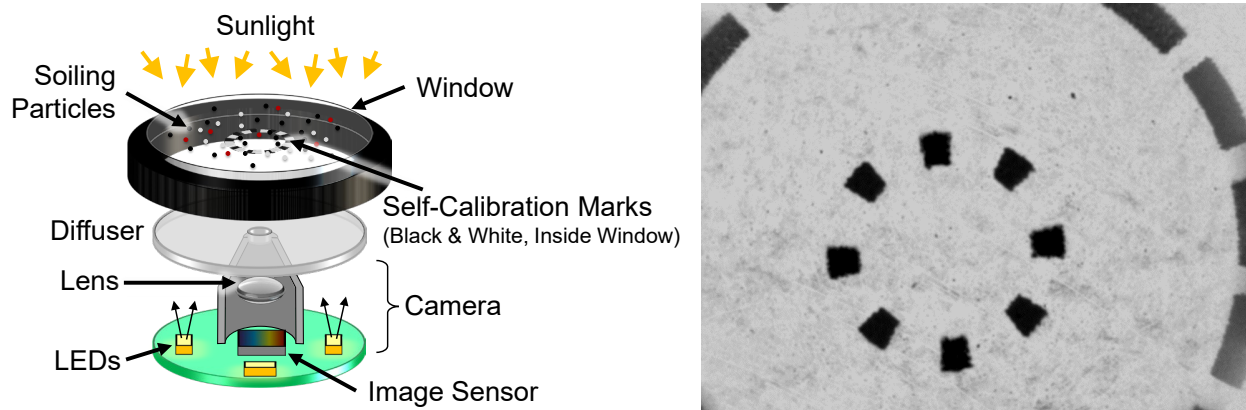 Sunlight
Soiling
Particles
Window
Self-Calibration Marks
(Black & White, Inside Window)
Diffuser
Lens
Camera
LEDs
Image Sensor